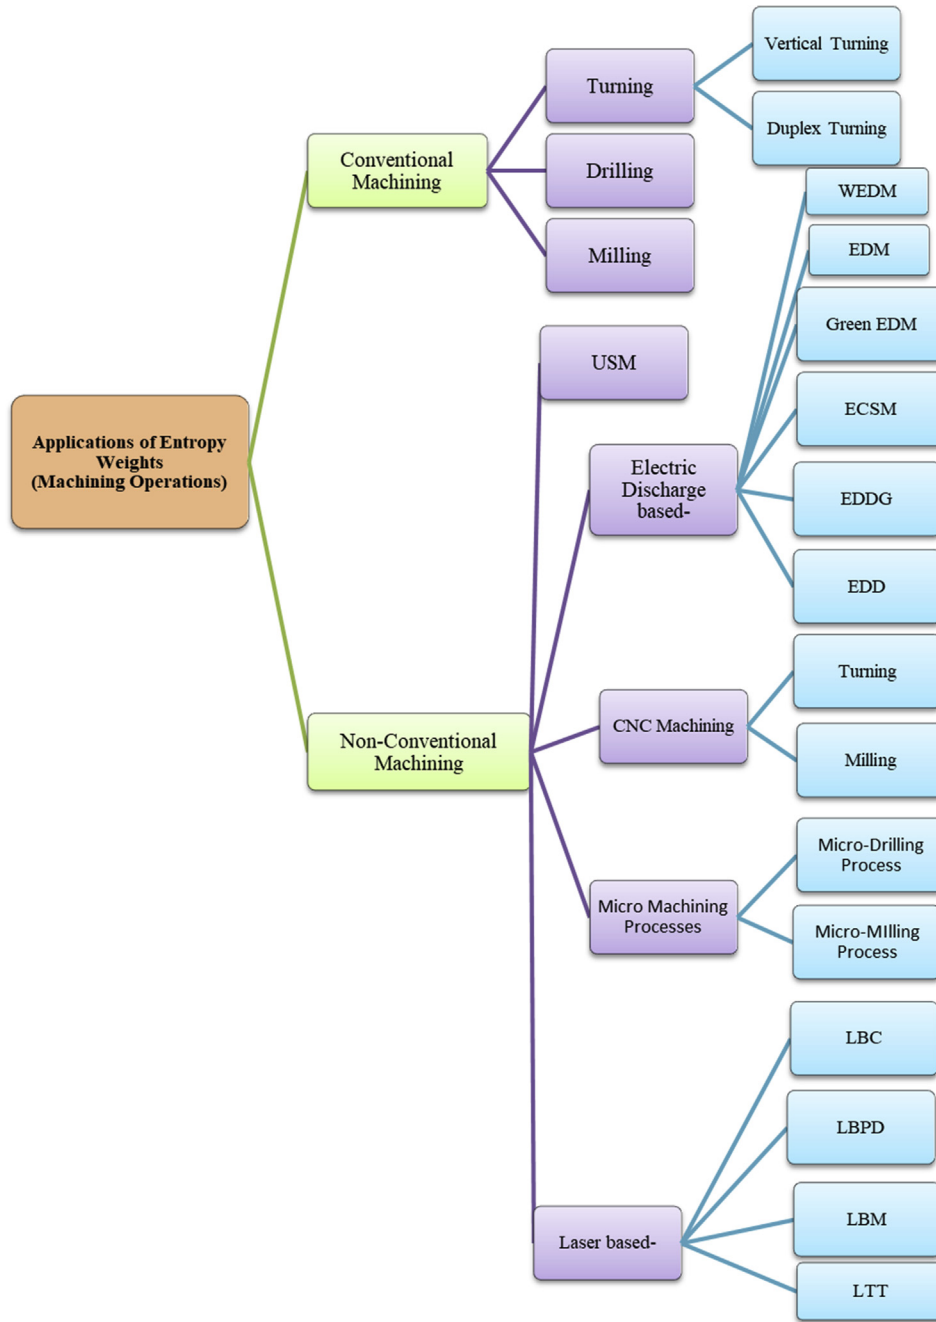 Applications of Entropy
Weights
(Machining Operations)
Conventional
Machining
Turning
Vertical Turning
Duplex Turning
Drilling
Milling
Non-Conventional
Machining
USM
Electric
Discharge
based-
WEDM
EDM
Green EDM
ECSM
EDDG
EDD
CNC Machining
Turning
Milling
Micro Machining
Processes
Micro-Drilling
Process
Micro-MIlling
Process
Laser based-
LBC
LBPD
LBM
LTT